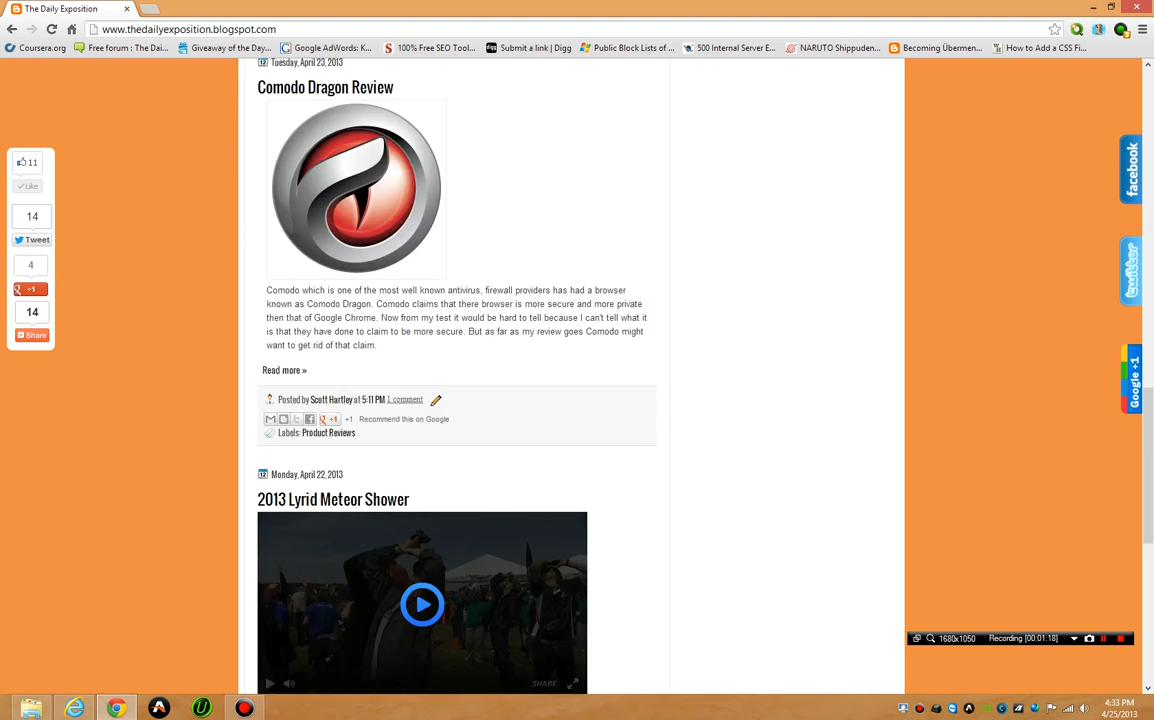 The Daily Exposition
www.thedailyexposition.blogspot.com
Coursera.org
Free forum : The Dai...
Giveaway of the Day...
Google AdWords: K...
100% Free SEO Tool...
Submit a link | Digg
Public Block Lists of ...
500 Internal Server E...
NARUTO Shippuden...
Becoming Übermen...
How to Add a CSS Fi...
Tuesday, April 23, 2013
Comodo Dragon Review
11
Like
14
Tweet
4
+1
14
Share
facebook
twitter
Google +1
Comodo which is one of the most well known antivirus, firewall providers has had a browser
known as Comodo Dragon. Comodo claims that there browser is more secure and more private
then that of Google Chrome. Now from my test it would be hard to tell because I can't tell what it
is that they have done to claim to be more secure. But as far as my review goes Comodo might
want to get rid of that claim.
Read more »
Posted by Scott Hartley at 5:11 PM 1 comment
+1 +1 Recommend this on Google
Labels: Product Reviews
12 Monday, April 22, 2013
2013 Lyrid Meteor Shower
SHARE
1680x1050 Recording [00:01:18]
4:33 PM
4/25/2013